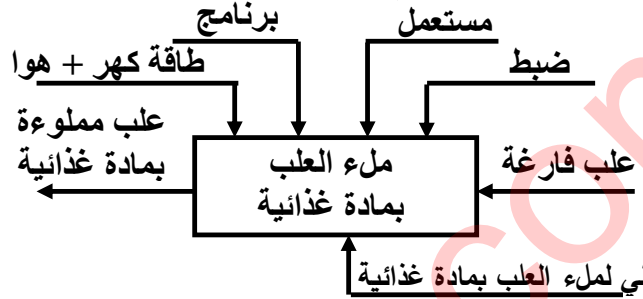 برنامج
مستعمل
طاقة كهر + هوا
ضبط
علب مملوءة
بمادة غذائية
ملء العلب
بمادة غذائية
علب فارغة
لملء العلب بمادة غذائية